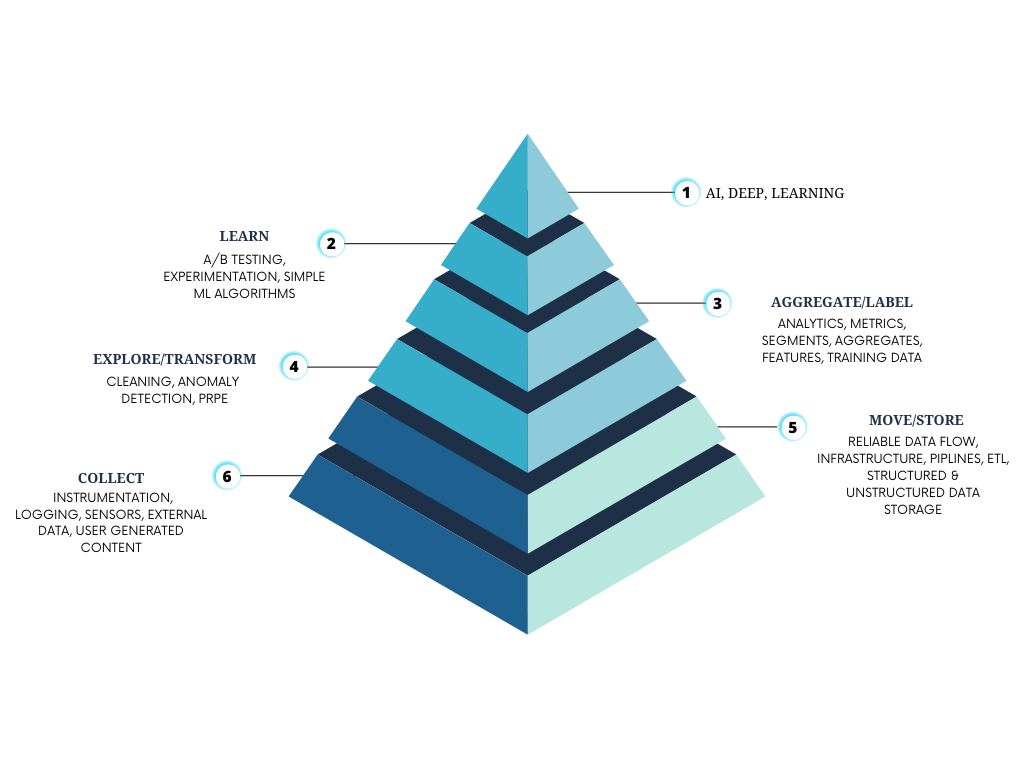 1
AI, DEEP, LEARNING
LEARN
2
A/B TESTING,
EXPERIMENTATION, SIMPLE
ML ALGORITHMS
3
AGGREGATE/LABEL
ANALYTICS, METRICS,
SEGMENTS, AGGREGATES,
FEATURES, TRAINING DATA
EXPLORE/TRANSFORM
4
CLEANING, ANOMALY
DETECTION, PRPE
5
MOVE/STORE
RELIABLE DATA FLOW,
INFRASTRUCTURE, PIPLINES, ETL,
STRUCTURED &
UNSTRUCTURED DATA
STORAGE
COLLECT
6
INSTRUMENTATION,
LOGGING, SENSORS, EXTERNAL
DATA, USER GENERATED
CONTENT